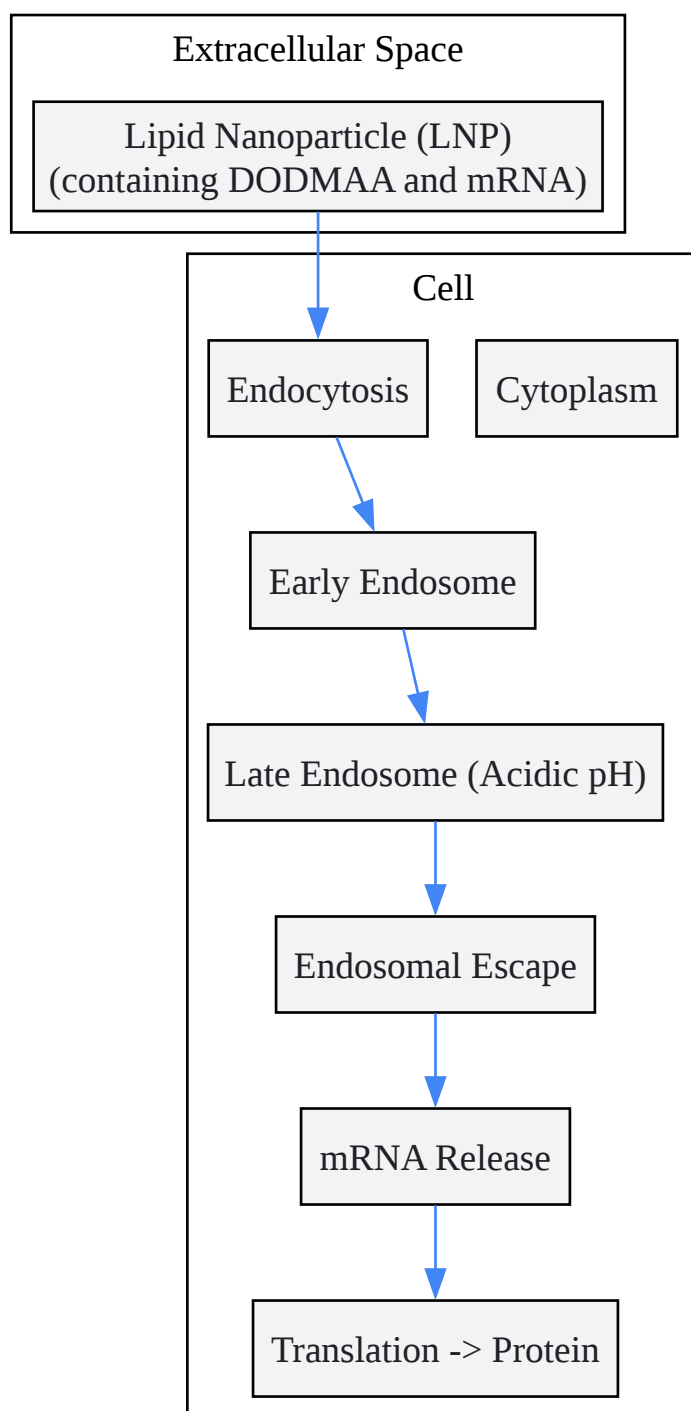 Extracellular Space
Lipid Nanoparticle (LNP)
(containing DODMAA and mRNA)
Cell
Endocytosis
Cytoplasm
Early Endosome
Late Endosome (Acidic pH)
Endosomal Escape
mRNA Release
Translation -> Protein